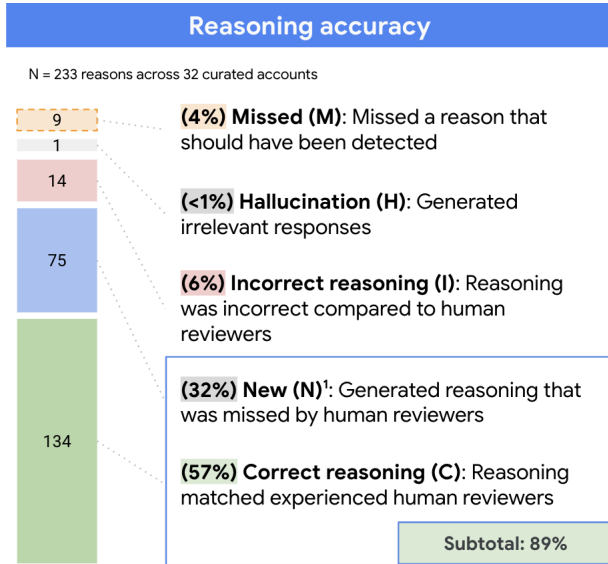 Reasoning accuracy
N = 233 reasons across 32 curated accounts
9
1
14
75
134
(4%) Missed (M): Missed a reason that
should have been detected
(<1%) Hallucination (H): Generated
irrelevant responses
(6%) Incorrect reasoning (I): Reasoning
was incorrect compared to human
reviewers
(32%) New (N)¹: Generated reasoning that
was missed by human reviewers
(57%) Correct reasoning (C): Reasoning
matched experienced human reviewers
Subtotal: 89%